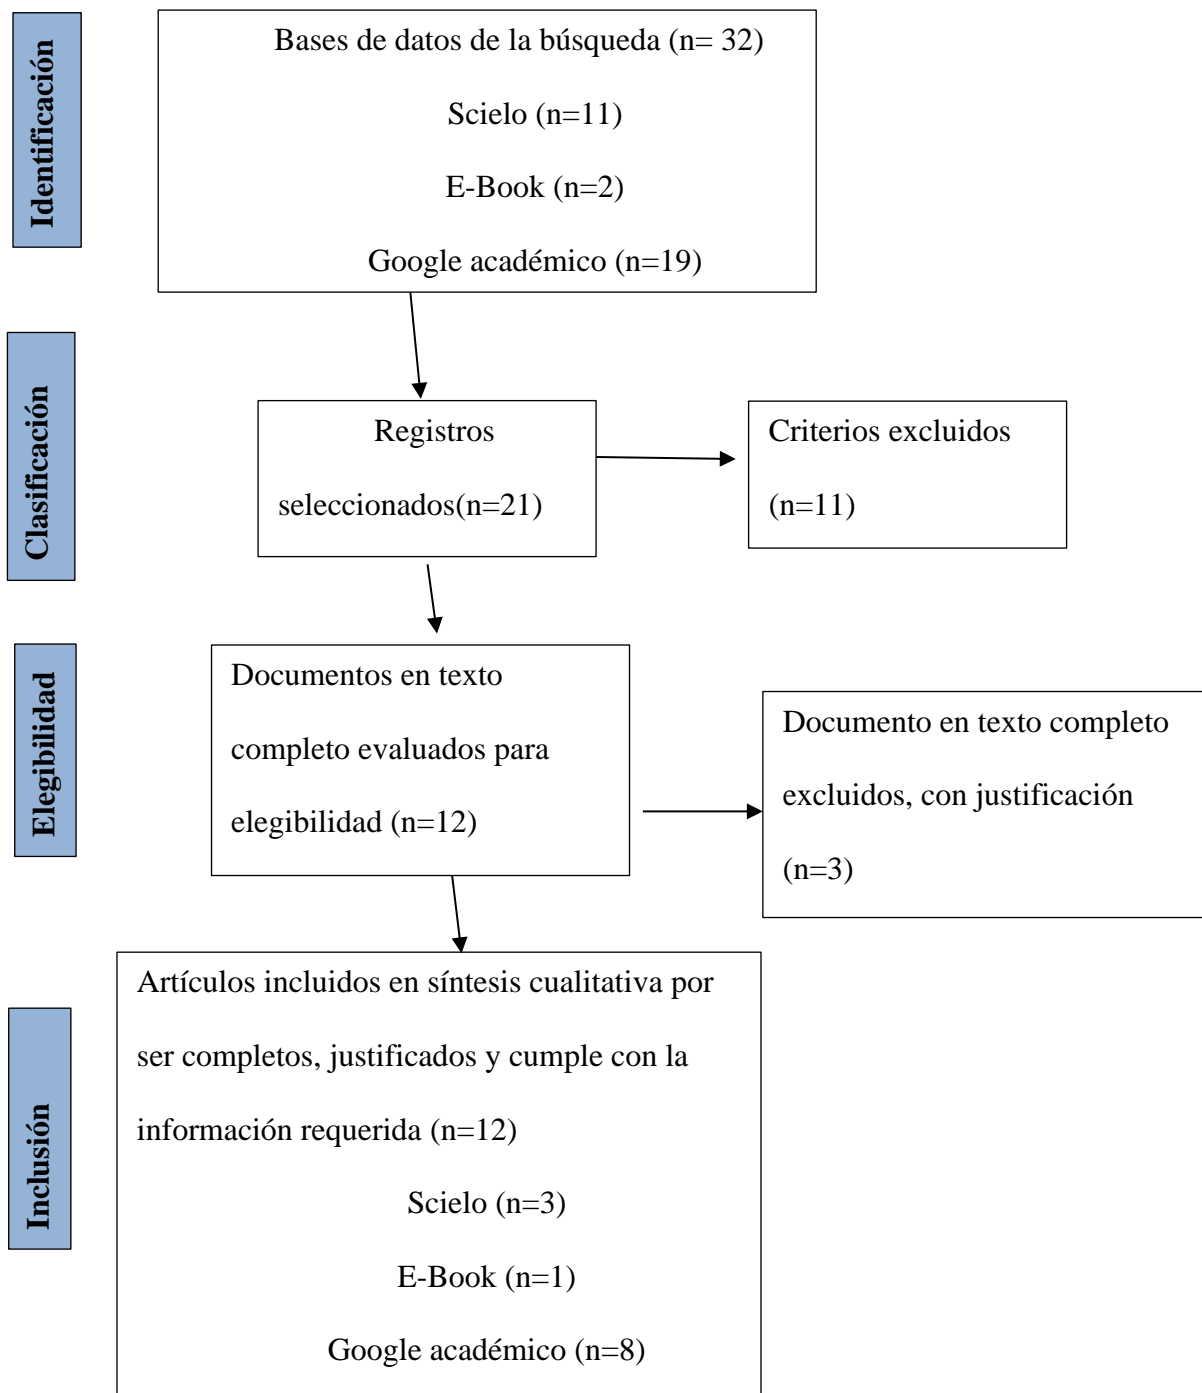 Identificación
Bases de datos de la búsqueda (n= 32)
Scielo (n=11)
E-Book (n=2)
Google académico (n=19)
Clasificación
Registros
seleccionados(n=21)
Criterios excluidos
(n=11)
Elegibilidad
Documentos en texto
completo evaluados para
elegibilidad (n=12)
Documento en texto completo
excluidos, con justificación
(n=3)
Inclusión
Artículos incluidos en síntesis cualitativa por
ser completos, justificados y cumple con la
información requerida (n=12)
Scielo (n=3)
E-Book (n=1)
Google académico (n=8)